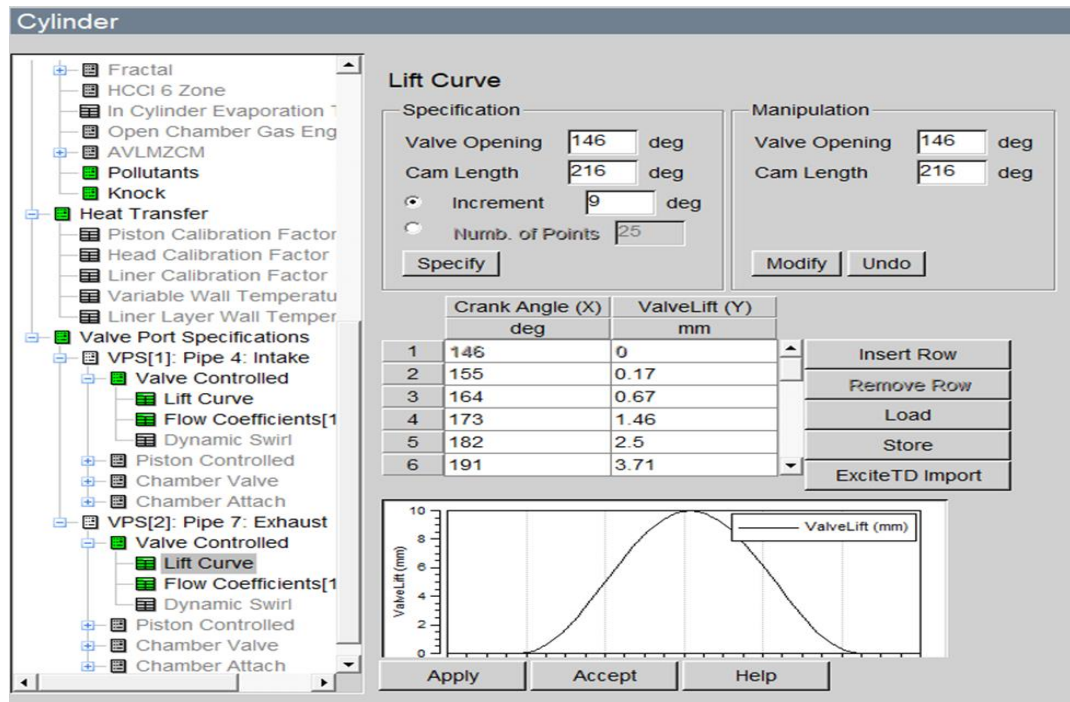 Cylinder
Fractal
HCCI 6 Zone
In Cylinder Evaporation T
Open Chamber Gas Eng
AVLMZCM
Pollutants
Knock
Heat Transfer
Piston Calibration Factor
Head Calibration Factor
Liner Calibration Factor
Variable Wall Temperatu
Liner Layer Wall Temper
Valve Port Specifications
VPS[1]: Pipe 4: Intake
Valve Controlled
Lift Curve
Flow Coefficients[1
Dynamic Swirl
Piston Controlled
Chamber Valve
Chamber Attach
VPS[2]: Pipe 7: Exhaust
Valve Controlled
Lift Curve
Flow Coefficients[1
Dynamic Swirl
Piston Controlled
Chamber Valve
Chamber Attach
Lift Curve
Specification
Valve Opening 146 deg
Cam Length 216 deg
Increment 9 deg
Numb. of Points 25
Specify
Manipulation
Valve Opening 146 deg
Cam Length 216 deg
Modify Undo
Crank Angle (X) ValveLift (Y)
deg mm
1 146 0
2 155 0.17
3 164 0.67
4 173 1.46
5 182 2.5
6 191 3.71
Insert Row
Remove Row
Load
Store
ExciteTD Import
ValveLift (mm)
10
8
6
4
2
0
ValveLift (mm)
Apply Accept Help